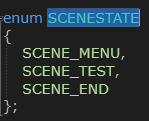 enum SCENESTATE
{
SCENE_MENU,
SCENE_TEST,
SCENE_END
};